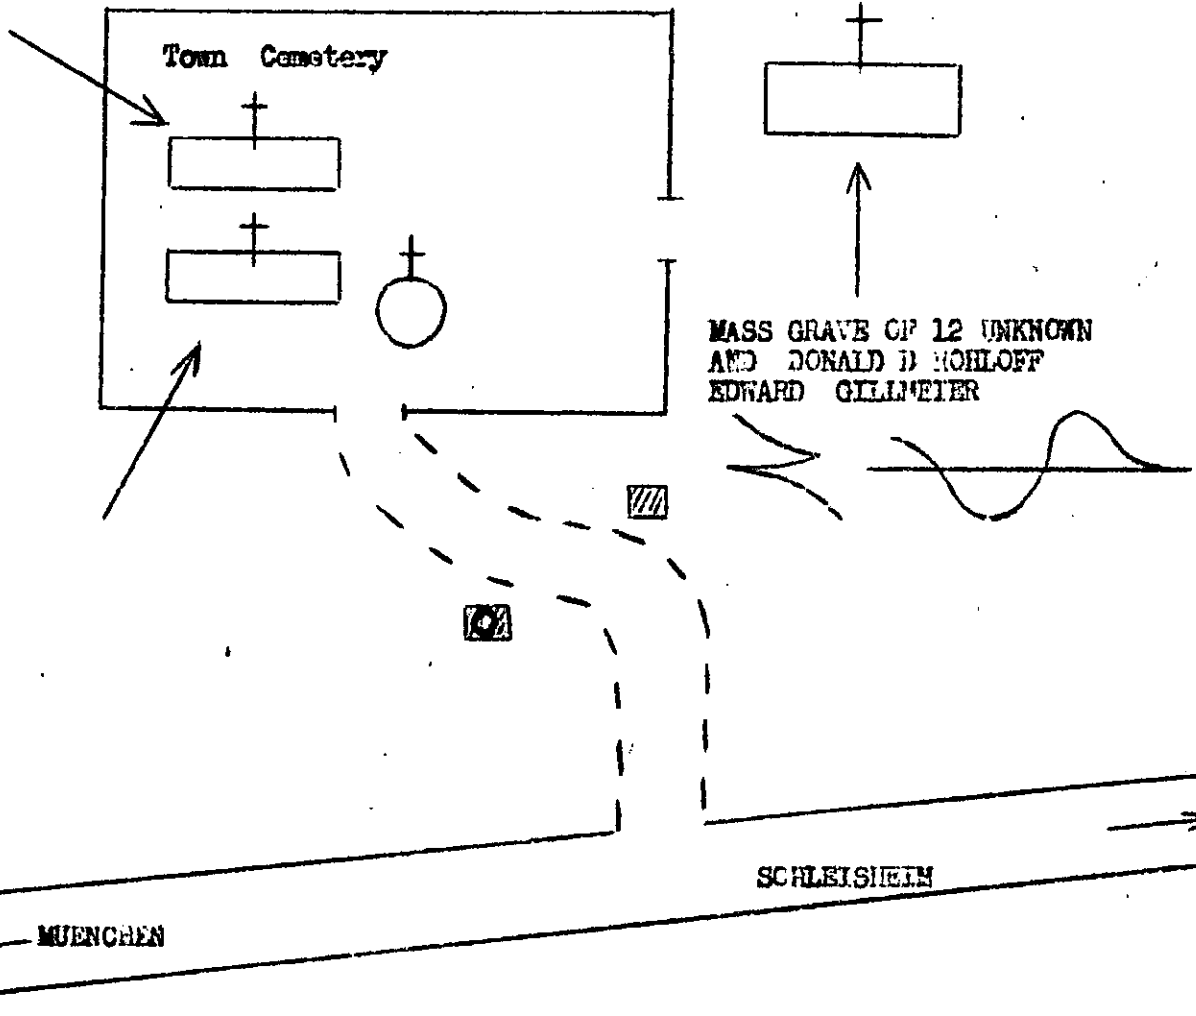 Town Cemetery
MASS GRAVE OF 12 UNKNOWN
AND DONALD D HOHLOFF
EDWARD GILLMEIER
SCHLEISHEIM
MUENCHEN